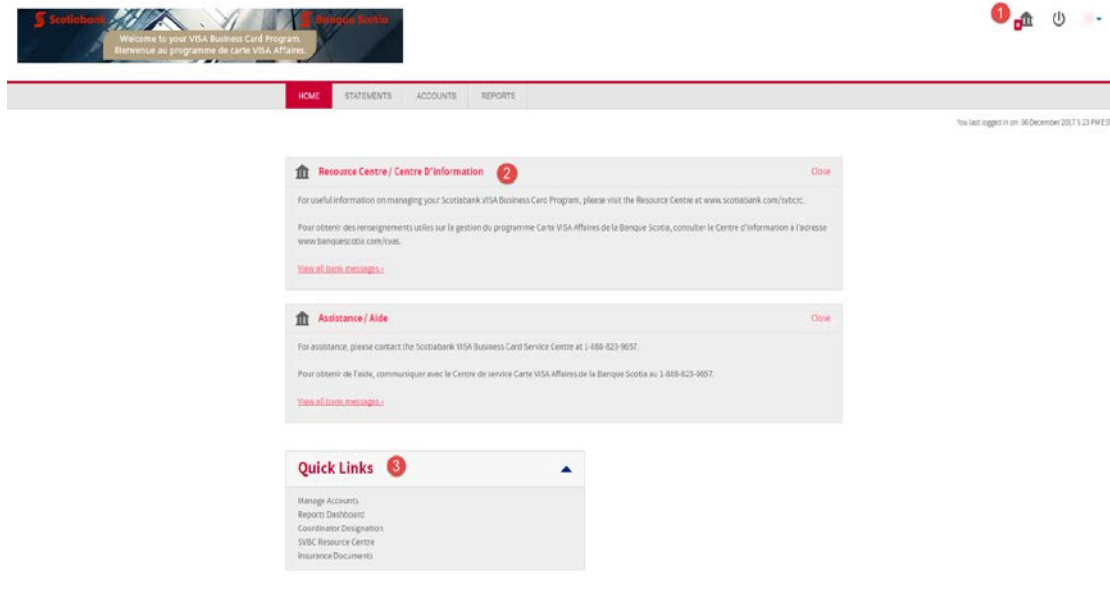 Scotiabank
Banque Scotia
Welcome to your VISA Business Card Program.
Bienvenue au programme de carte VISA Affaires.
1
HOME STATEMENTS ACCOUNTS REPORTS
You last logged in on: 06 December 2017 5:23 PM EST
Resource Centre / Centre D'information 2 Close
For useful information on managing your Scotiabank VISA Business Card Program, please visit the Resource Centre at www.scotiabank.com/svbcrc.
Pour obtenir des renseignements utiles sur la gestion du programme Carte VISA Affaires de la Banque Scotia, consulter le Centre d'information à l'adresse
www.banquescotia.com/cvas.
View all bank messages ›
Assistance / Aide Close
For assistance, please contact the Scotiabank VISA Business Card Service Centre at 1-888-823-9657.
Pour obtenir de l'aide, communiquer avec le Centre de service Carte VISA Affaires de la Banque Scotia au 1-888-823-9657.
View all bank messages ›
Quick Links 3
Manage Accounts
Reports Dashboard
Coordinator Designation
SVBC Resource Centre
Insurance Documents